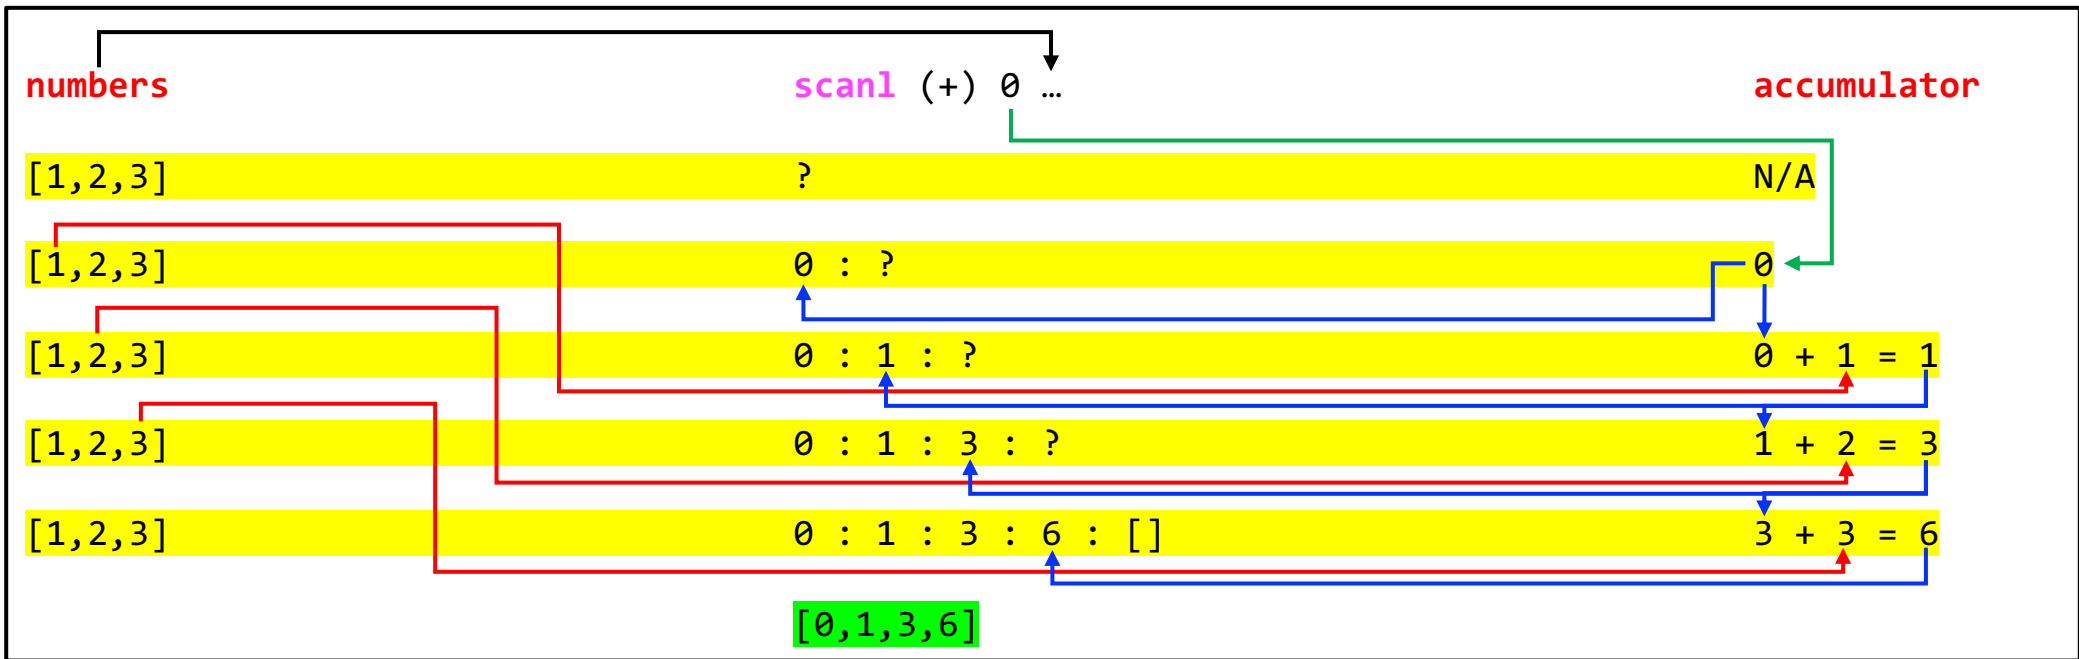 numbers scanl (+) 0 … accumulator
[1,2,3] ? N/A
[1,2,3] 0 : ? 0
[1,2,3] 0 : 1 : ? 0 + 1 = 1
[1,2,3] 0 : 1 : 3 : ? 1 + 2 = 3
[1,2,3] 0 : 1 : 3 : 6 : [] 3 + 3 = 6
[0,1,3,6]